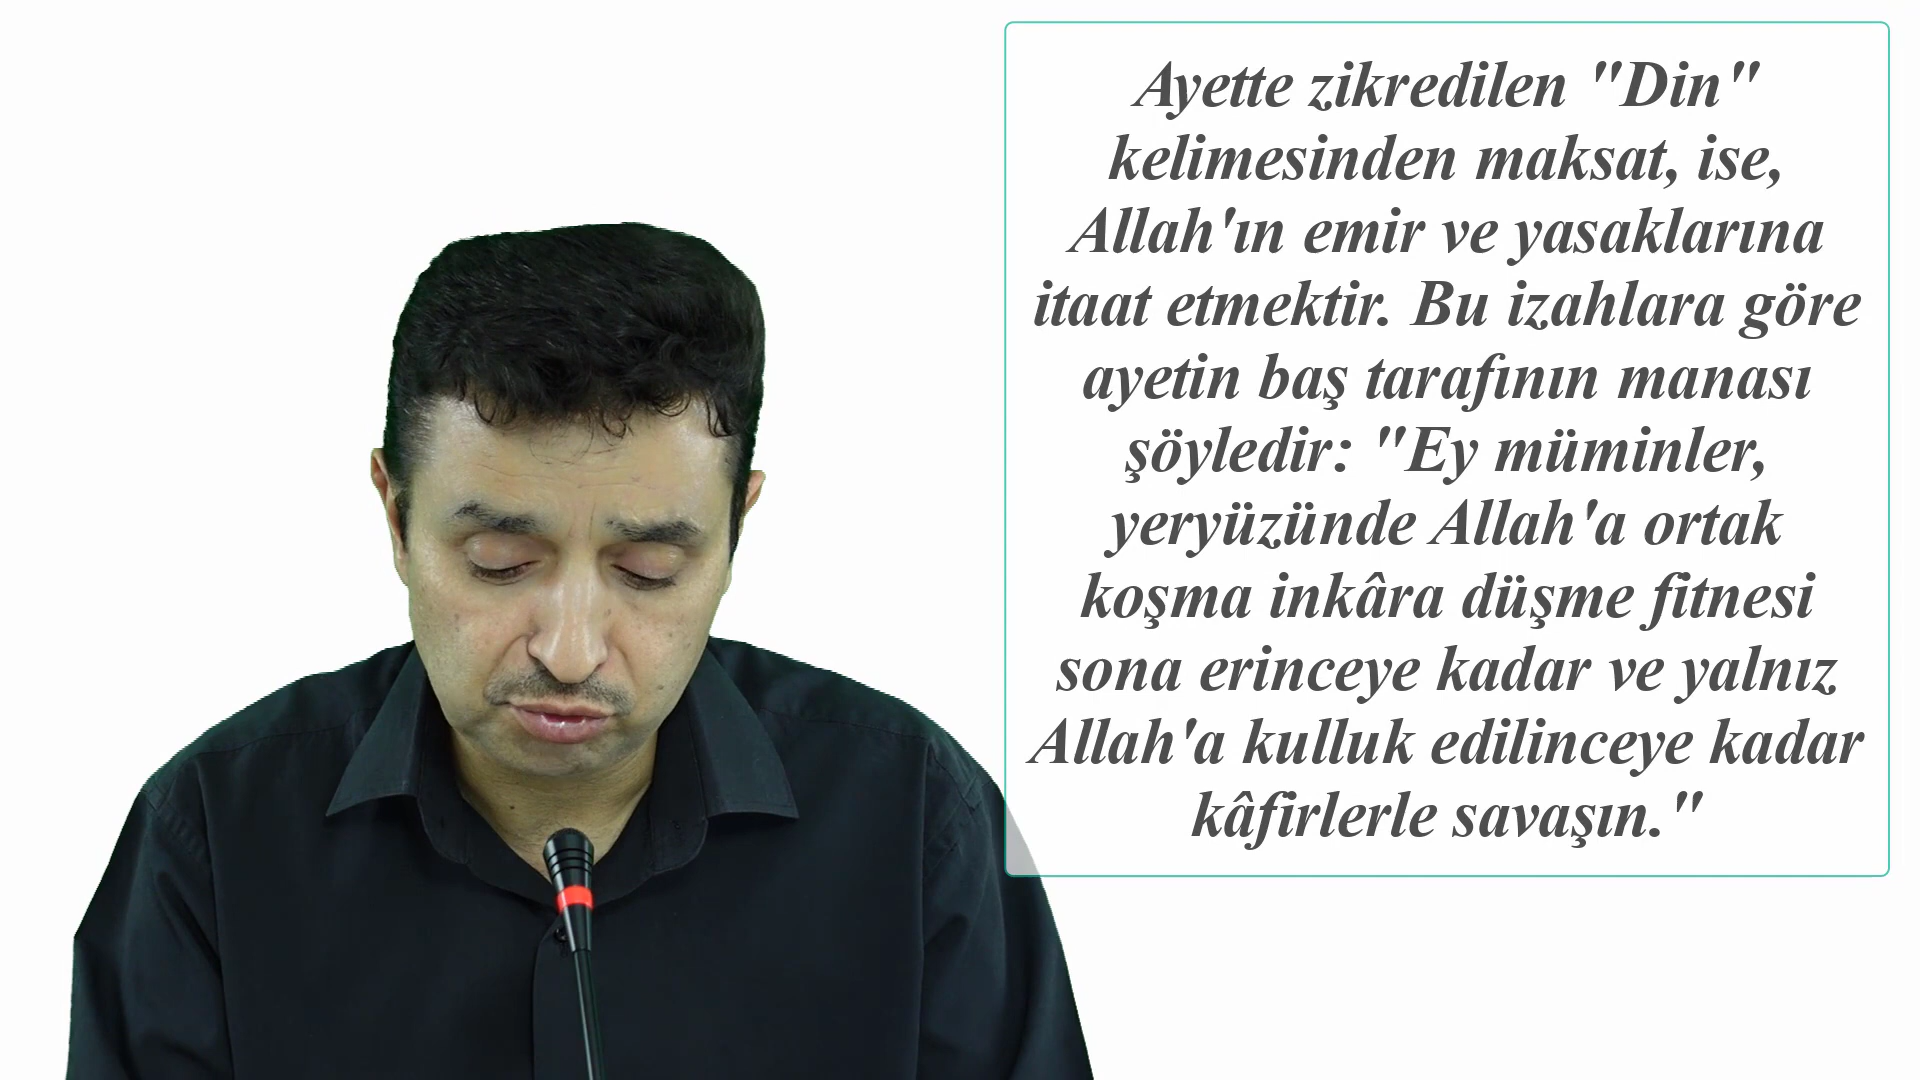 Ayette zikredilen "Din"
kelimesinden maksat, ise,
Allah'ın emir ve yasaklarına
itaat etmektir. Bu izahlara göre
ayetin baş tarafının manası
şöyledir: "Ey müminler,
yeryüzünde Allah'a ortak
koşma inkâra düşme fitnesi
sona erinceye kadar ve yalnız
Allah'a kulluk edilinceye kadar
kâfirlerle savaşın."